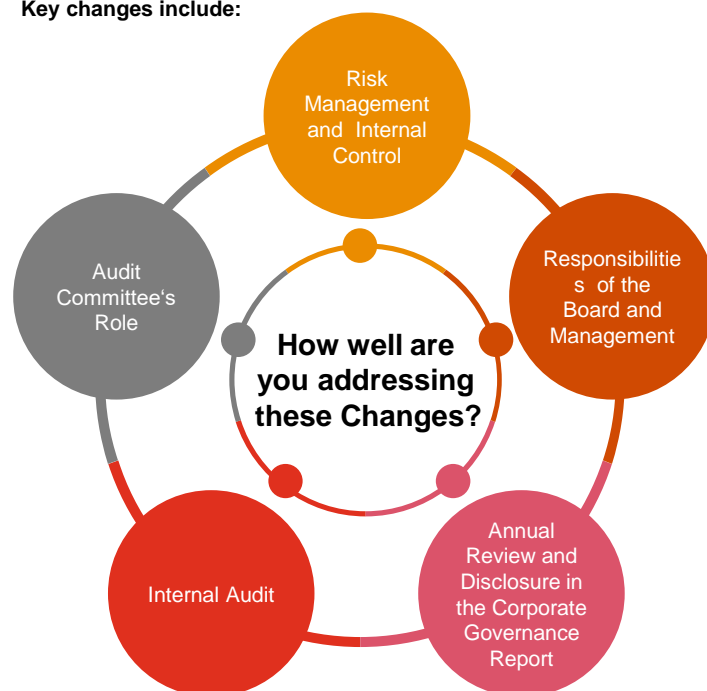 Key changes include:
Risk
Management
and Internal
Control
Responsibilitie
s of the
Board and
Management
Annual
Review and
Disclosure in
the Corporate
Governance
Report
Internal Audit
Audit
Committee‘s
Role
How well are
you addressing
these Changes?